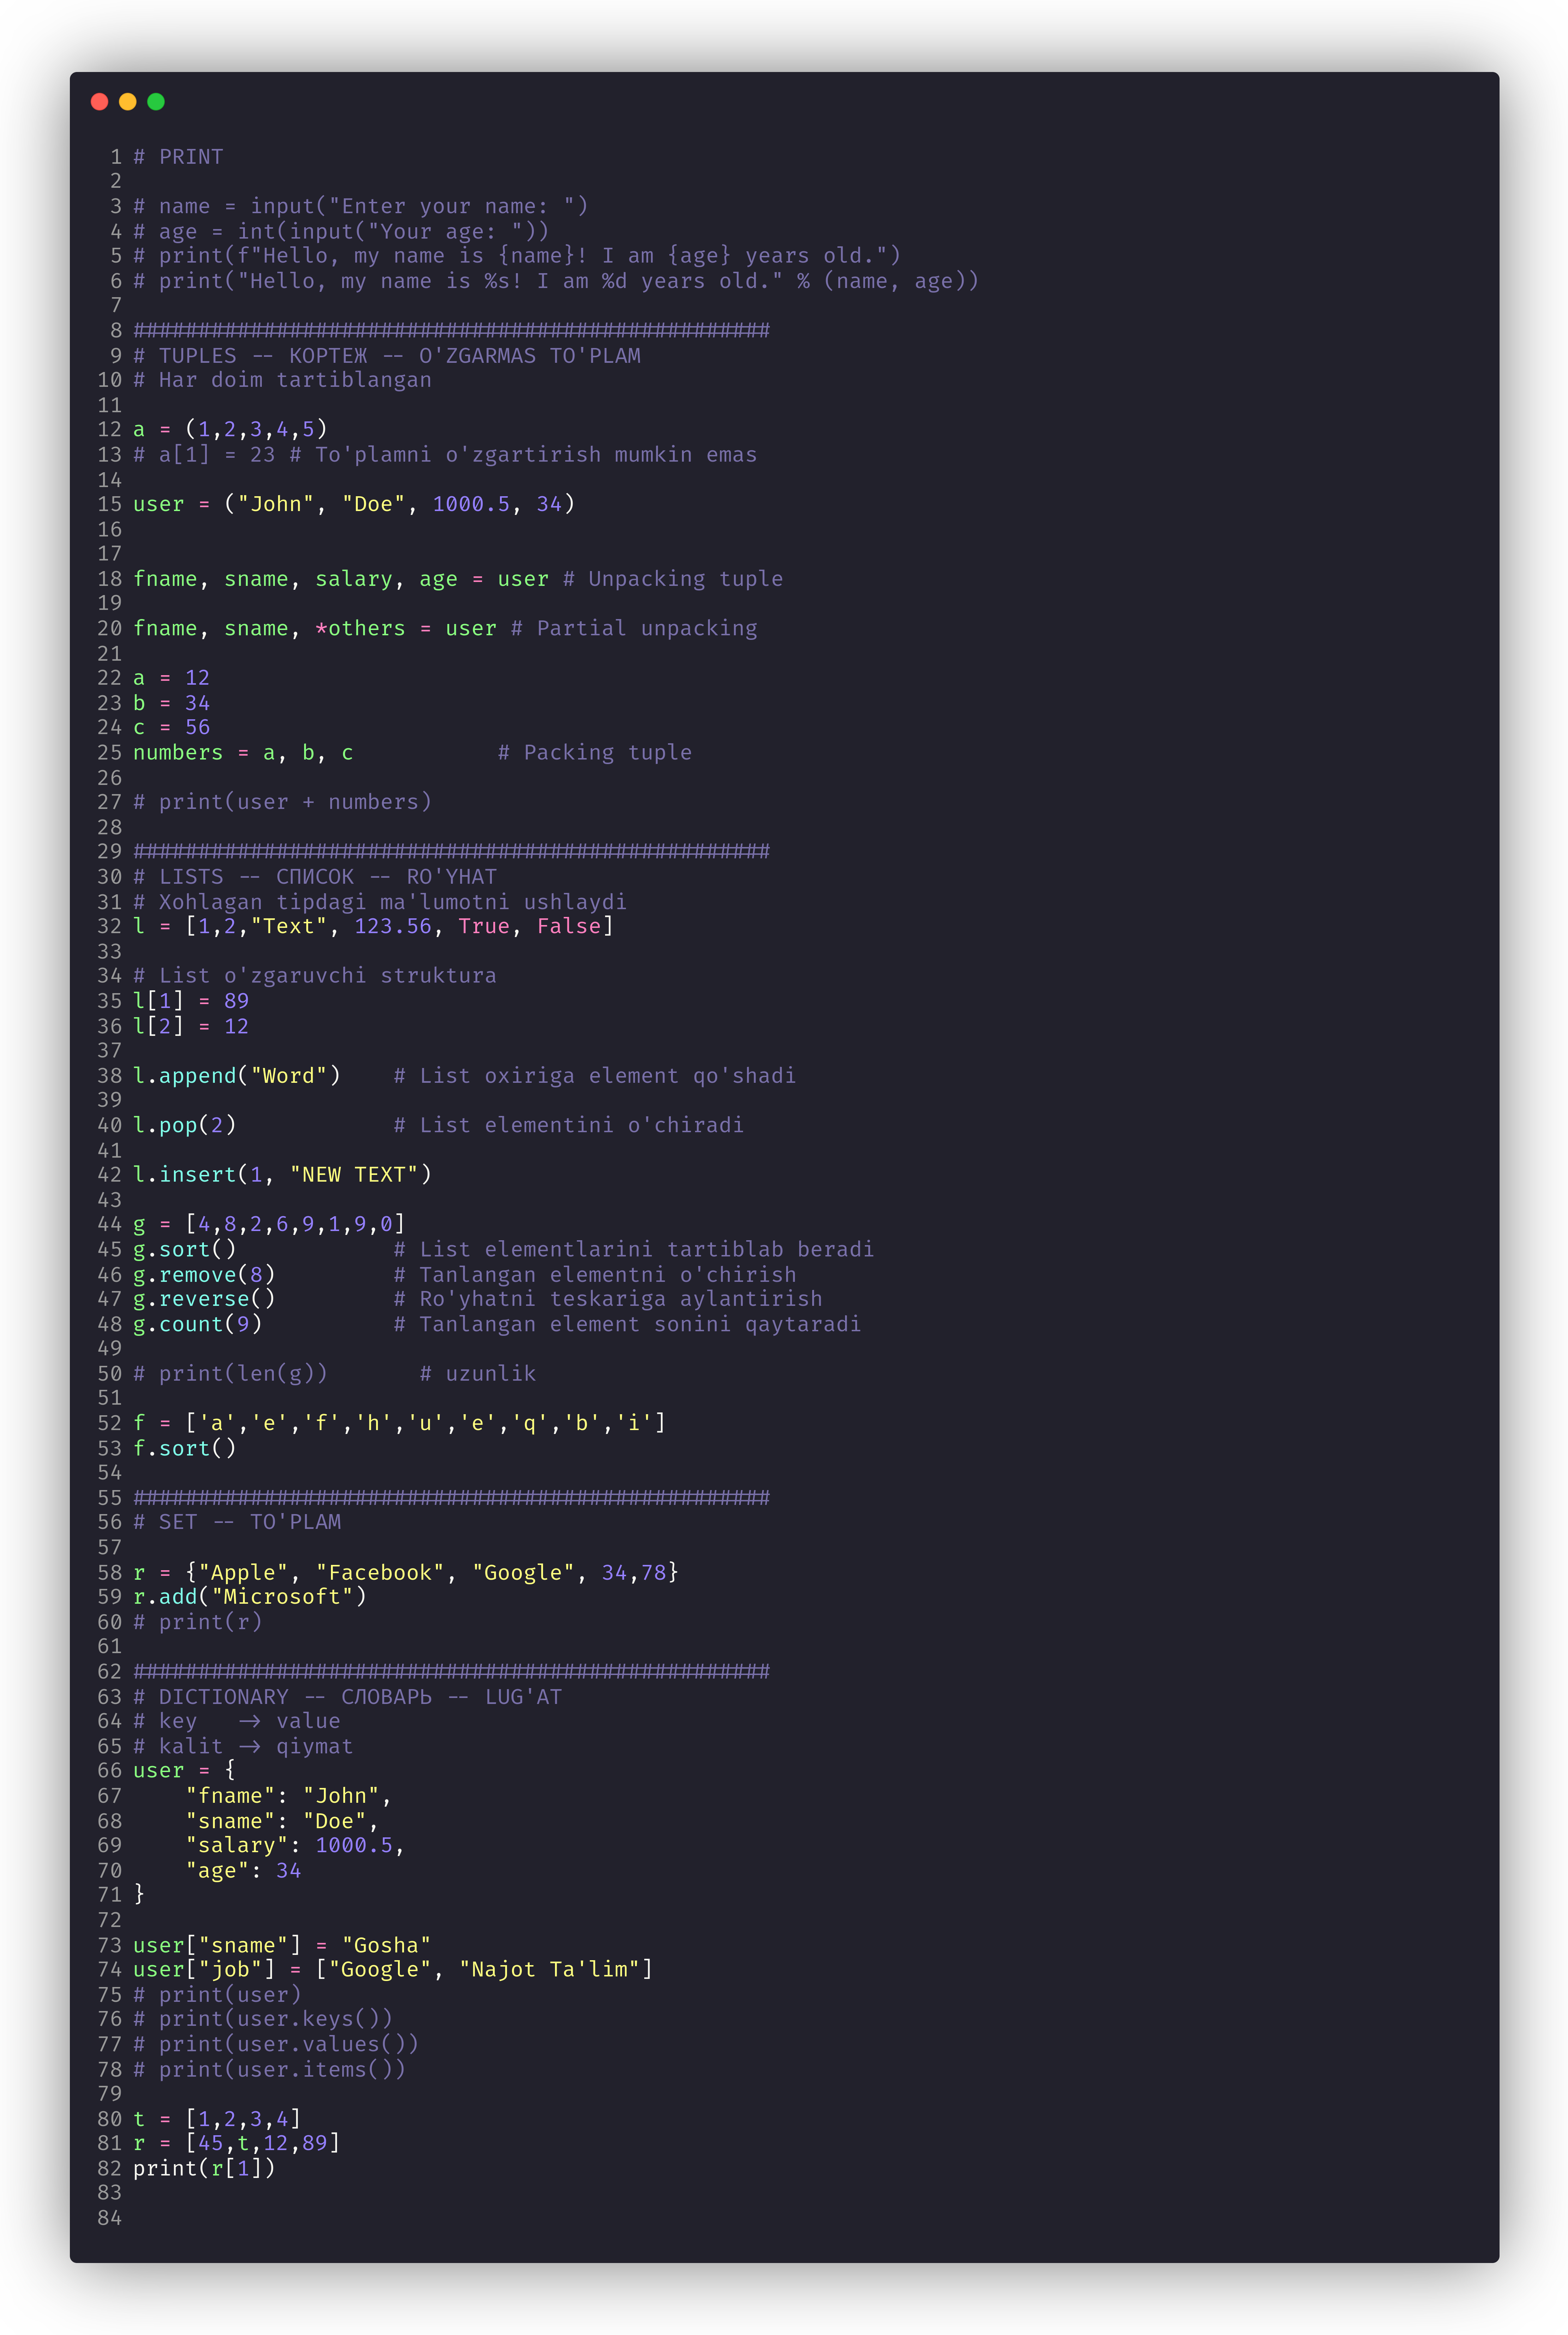 1 # PRINT
2
3 # name = input("Enter your name: ")
4 # age = int(input("Your age: "))
5 # print(f"Hello, my name is {name}! I am {age} years old.")
6 # print("Hello, my name is %s! I am %d years old." % (name, age))
7
8 #################################################
9 # TUPLES -- КОРТЕЖ -- O'ZGARMAS TO'PLAM
10 # Har doim tartiblangan
11
12 a = (1,2,3,4,5)
13 # a[1] = 23 # To'plamni o'zgartirish mumkin emas
14
15 user = ("John", "Doe", 1000.5, 34)
16
17
18 fname, sname, salary, age = user # Unpacking tuple
19
20 fname, sname, *others = user # Partial unpacking
21
22 a = 12
23 b = 34
24 c = 56
25 numbers = a, b, c           # Packing tuple
26
27 # print(user + numbers)
28
29 #################################################
30 # LISTS -- СПИСОК -- RO'YHAT
31 # Xohlagan tipdagi ma'lumotni ushlaydi
32 l = [1,2,"Text", 123.56, True, False]
33
34 # List o'zgaruvchi struktura
35 l[1] = 89
36 l[2] = 12
37
38 l.append("Word")    # List oxiriga element qo'shadi
39
40 l.pop(2)            # List elementini o'chiradi
41
42 l.insert(1, "NEW TEXT")
43
44 g = [4,8,2,6,9,1,9,0]
45 g.sort()            # List elementlarini tartiblab beradi
46 g.remove(8)         # Tanlangan elementni o'chirish
47 g.reverse()         # Ro'yhatni teskariga aylantirish
48 g.count(9)          # Tanlangan element sonini qaytaradi
49
50 # print(len(g))       # uzunlik
51
52 f = ['a','e','f','h','u','e','q','b','i']
53 f.sort()
54
55 #################################################
56 # SET -- TO'PLAM
57
58 r = {"Apple", "Facebook", "Google", 34,78}
59 r.add("Microsoft")
60 # print(r)
61
62 #################################################
63 # DICTIONARY -- СЛОВАРЬ -- LUG'AT
64 # key   -> value
65 # kalit -> qiymat
66 user = {
67     "fname": "John",
68     "sname": "Doe",
69     "salary": 1000.5,
70     "age": 34
71 }
72
73 user["sname"] = "Gosha"
74 user["job"] = ["Google", "Najot Ta'lim"]
75 # print(user)
76 # print(user.keys())
77 # print(user.values())
78 # print(user.items())
79
80 t = [1,2,3,4]
81 r = [45,t,12,89]
82 print(r[1])
83
84